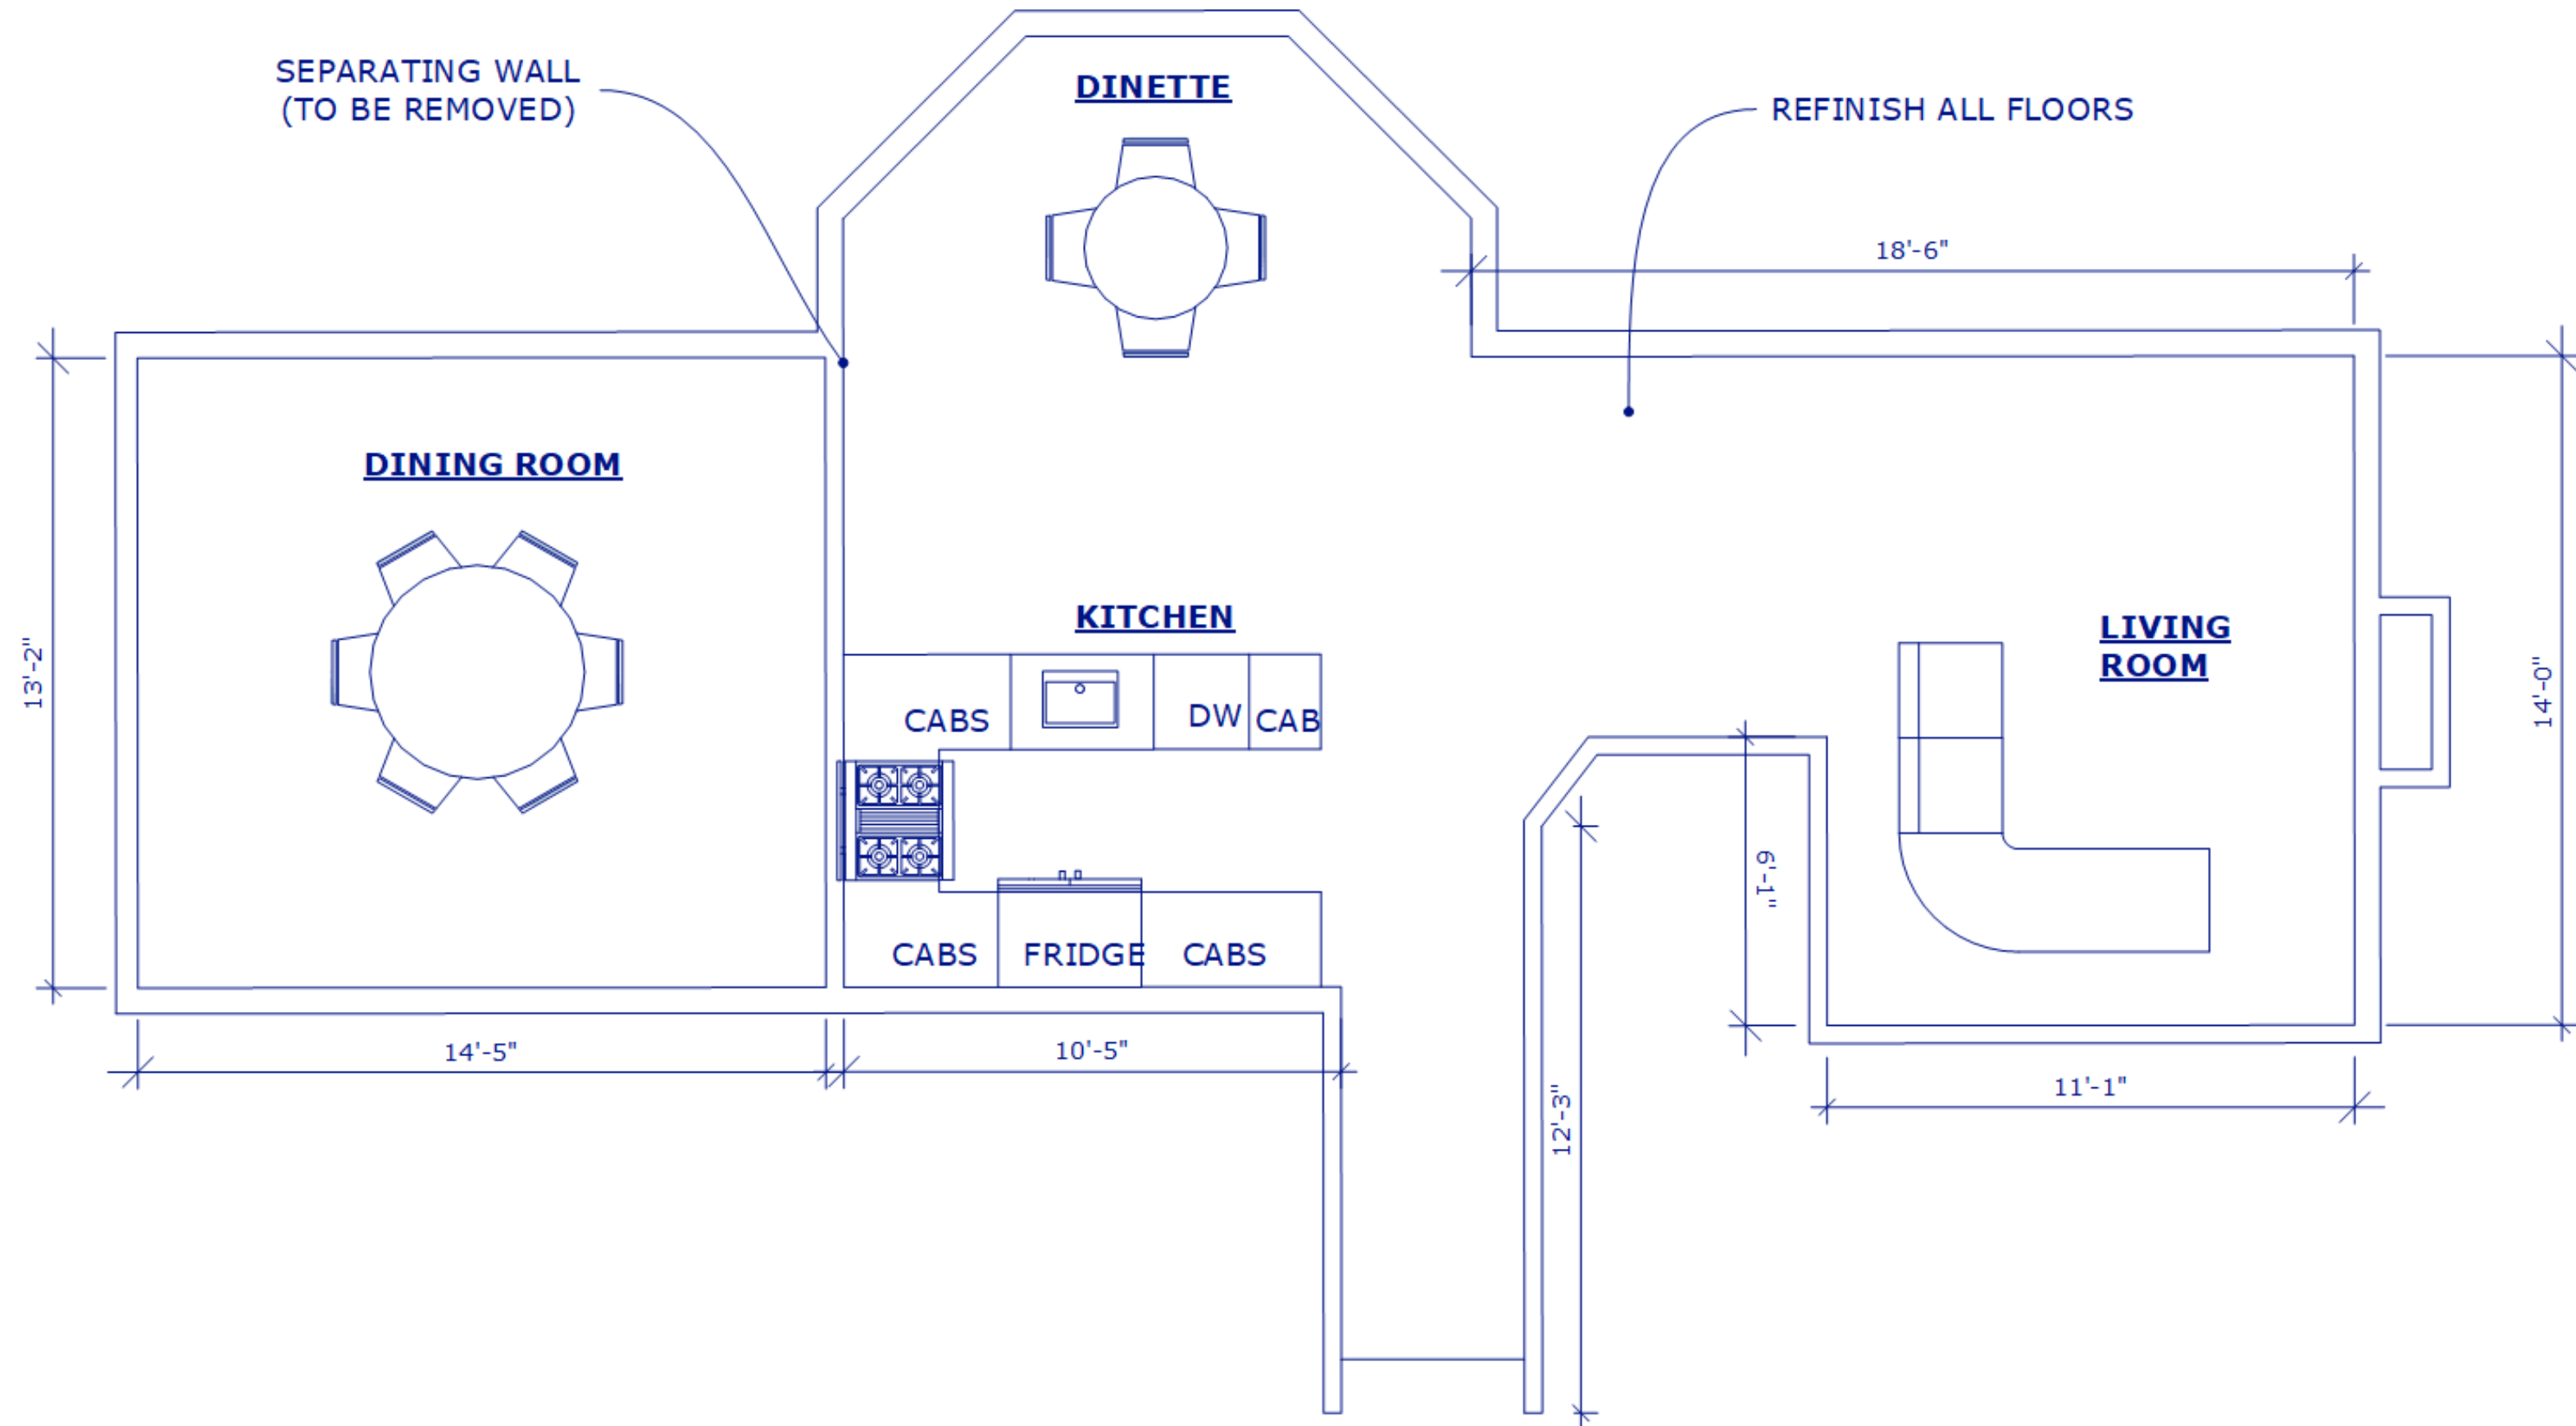 SEPARATING WALL
(TO BE REMOVED)
DINETTE
REFINISH ALL FLOORS
18'-6"
DINING ROOM
13'-2"
KITCHEN
LIVING
ROOM
14'-0"
CABS
DW
CAB
6'-1"
CABS
FRIDGE
CABS
14'-5"
10'-5"
11'-1"
12'-3"